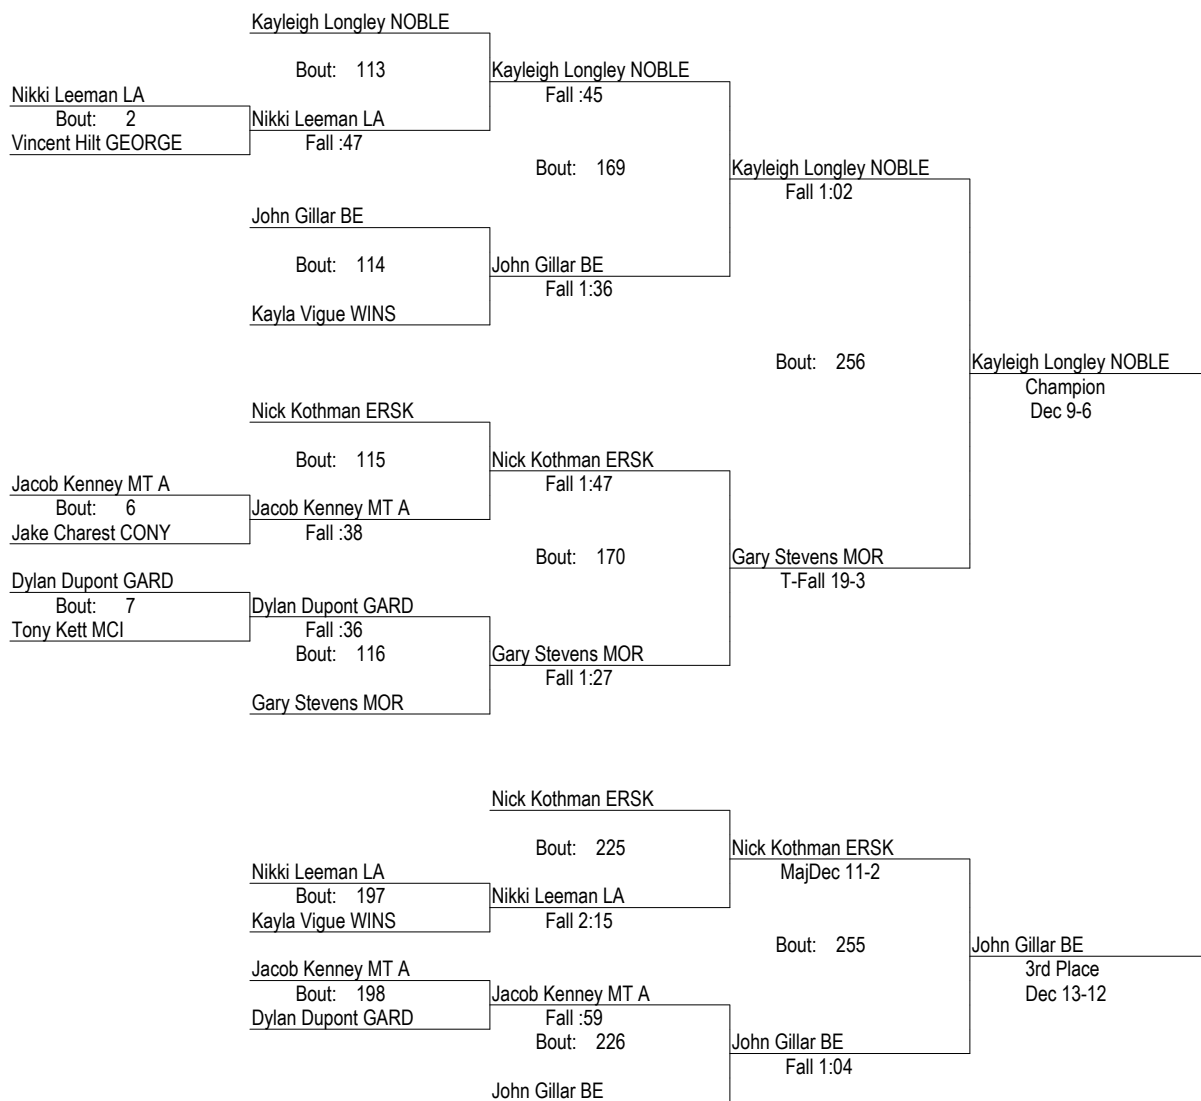 Kayleigh Longley NOBLE
Bout: 113
Kayleigh Longley NOBLE
Fall :45
Nikki Leeman LA
Bout: 2
Nikki Leeman LA
Vincent Hilt GEORGE
Fall :47
Bout: 169
Kayleigh Longley NOBLE
Fall 1:02
John Gillar BE
Bout: 114
John Gillar BE
Fall 1:36
Kayla Vigue WINS
Bout: 256
Kayleigh Longley NOBLE
Champion
Dec 9-6
Nick Kothman ERSK
Bout: 115
Nick Kothman ERSK
Fall 1:47
Jacob Kenney MT A
Bout: 6
Jacob Kenney MT A
Jake Charest CONY
Fall :38
Bout: 170
Gary Stevens MOR
T-Fall 19-3
Dylan Dupont GARD
Bout: 7
Dylan Dupont GARD
Tony Kett MCI
Fall :36
Bout: 116
Gary Stevens MOR
Fall 1:27
Gary Stevens MOR
Nick Kothman ERSK
Bout: 225
Nick Kothman ERSK
MajDec 11-2
Nikki Leeman LA
Bout: 197
Nikki Leeman LA
Kayla Vigue WINS
Fall 2:15
Bout: 255
John Gillar BE
3rd Place
Dec 13-12
Jacob Kenney MT A
Bout: 198
Jacob Kenney MT A
Dylan Dupont GARD
Fall :59
Bout: 226
John Gillar BE
Fall 1:04
John Gillar BE